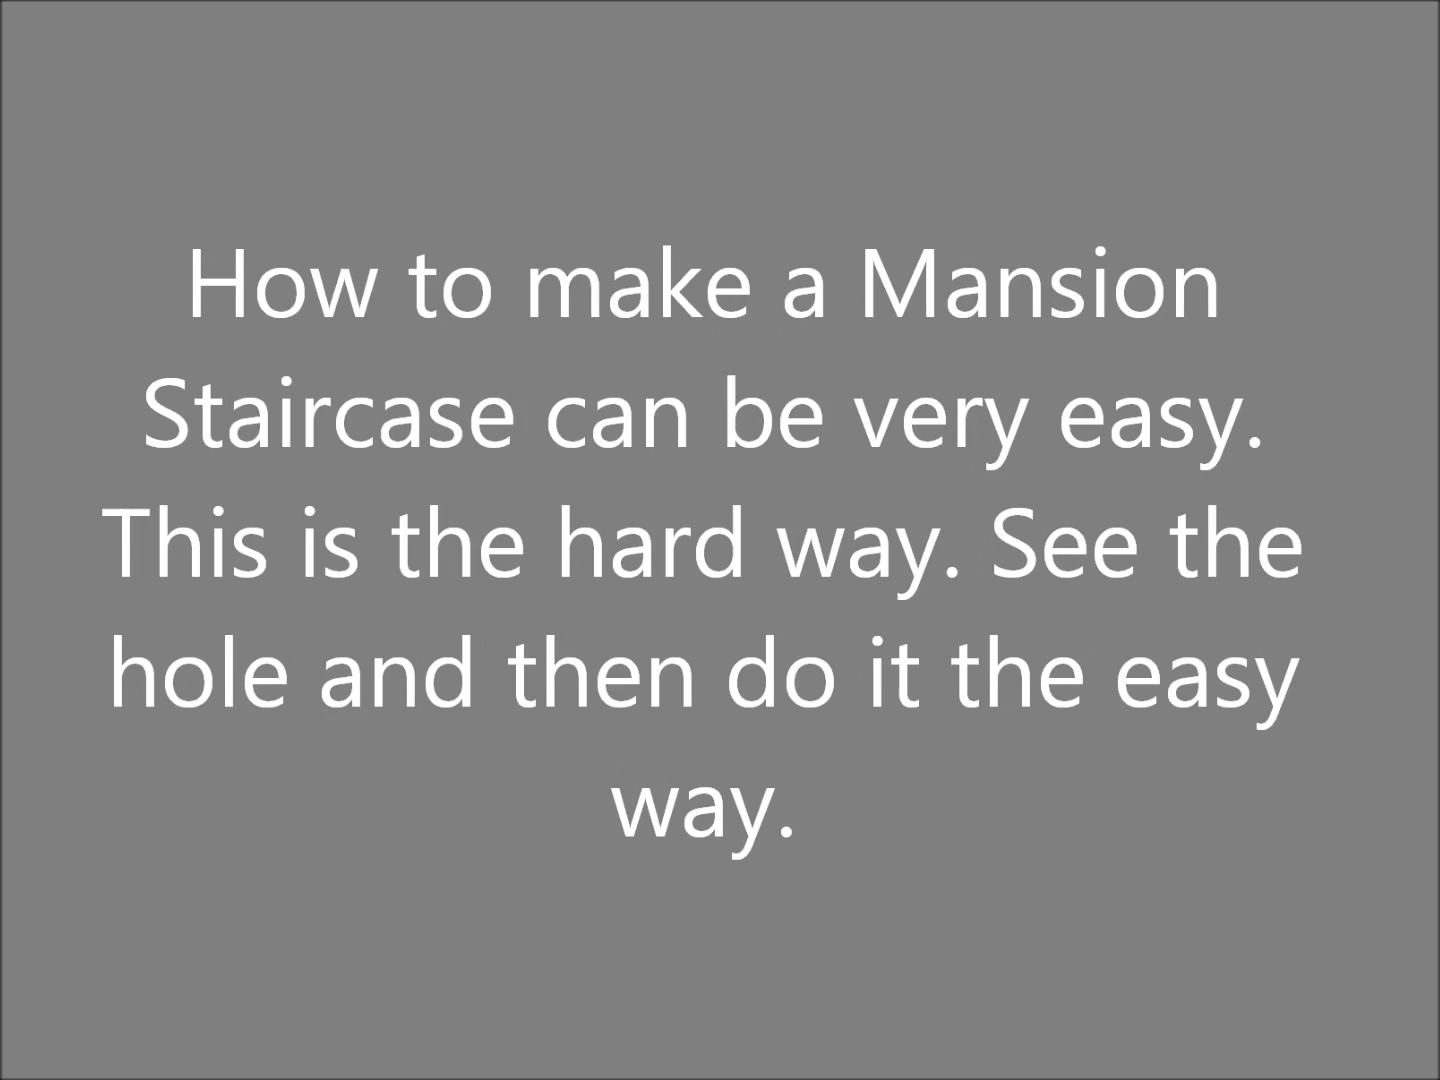 How to make a Mansion
Staircase can be very easy.
This is the hard way. See the
hole and then do it the easy
way.